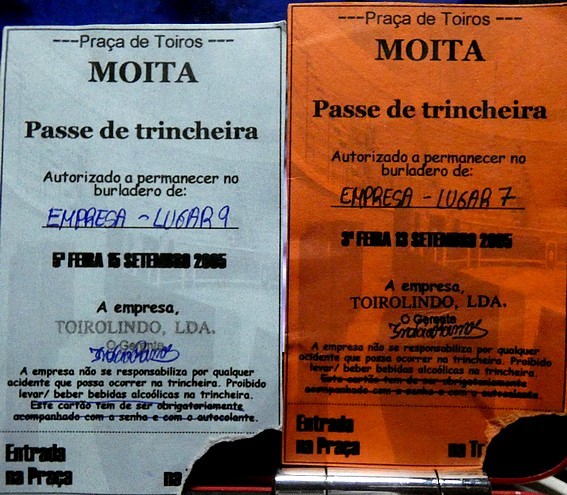 ---Praça de Toiros ---
MOITA
Passe de trincheira
Autorizado a permanecer no
burladero de:
EMPRESA - LUGAR 9
5ª FEIRA 15 SETEMBRO 2005
A empresa,
TOIROLINDO, LDA.
O Gerente
A empresa não se responsabiliza por qualquer
acidente que possa ocorrer na trincheira. Proibido
levar/ beber bebidas alcoólicas na trincheira.
Este cartão tem de ser obrigatoriamente
acompanhado com a senha e com o autocolante.
Entrada
na Praça
na
---Praça de Toiros ---
MOITA
Passe de trincheira
Autorizado a permanecer no
burladero de:
EMPRESA - LUGAR 7
3ª FEIRA 13 SETEMBRO 2005
A empresa,
TOIROLINDO, LDA.
O Gerente
A empresa não se responsabiliza por qualquer
acidente que possa ocorrer na trincheira. Proibido
levar/ beber bebidas alcoólicas na trincheira.
Este cartão tem de ser obrigatoriamente
acompanhado com a senha e com o autocolante.
Entrada
na Praça
na Tr